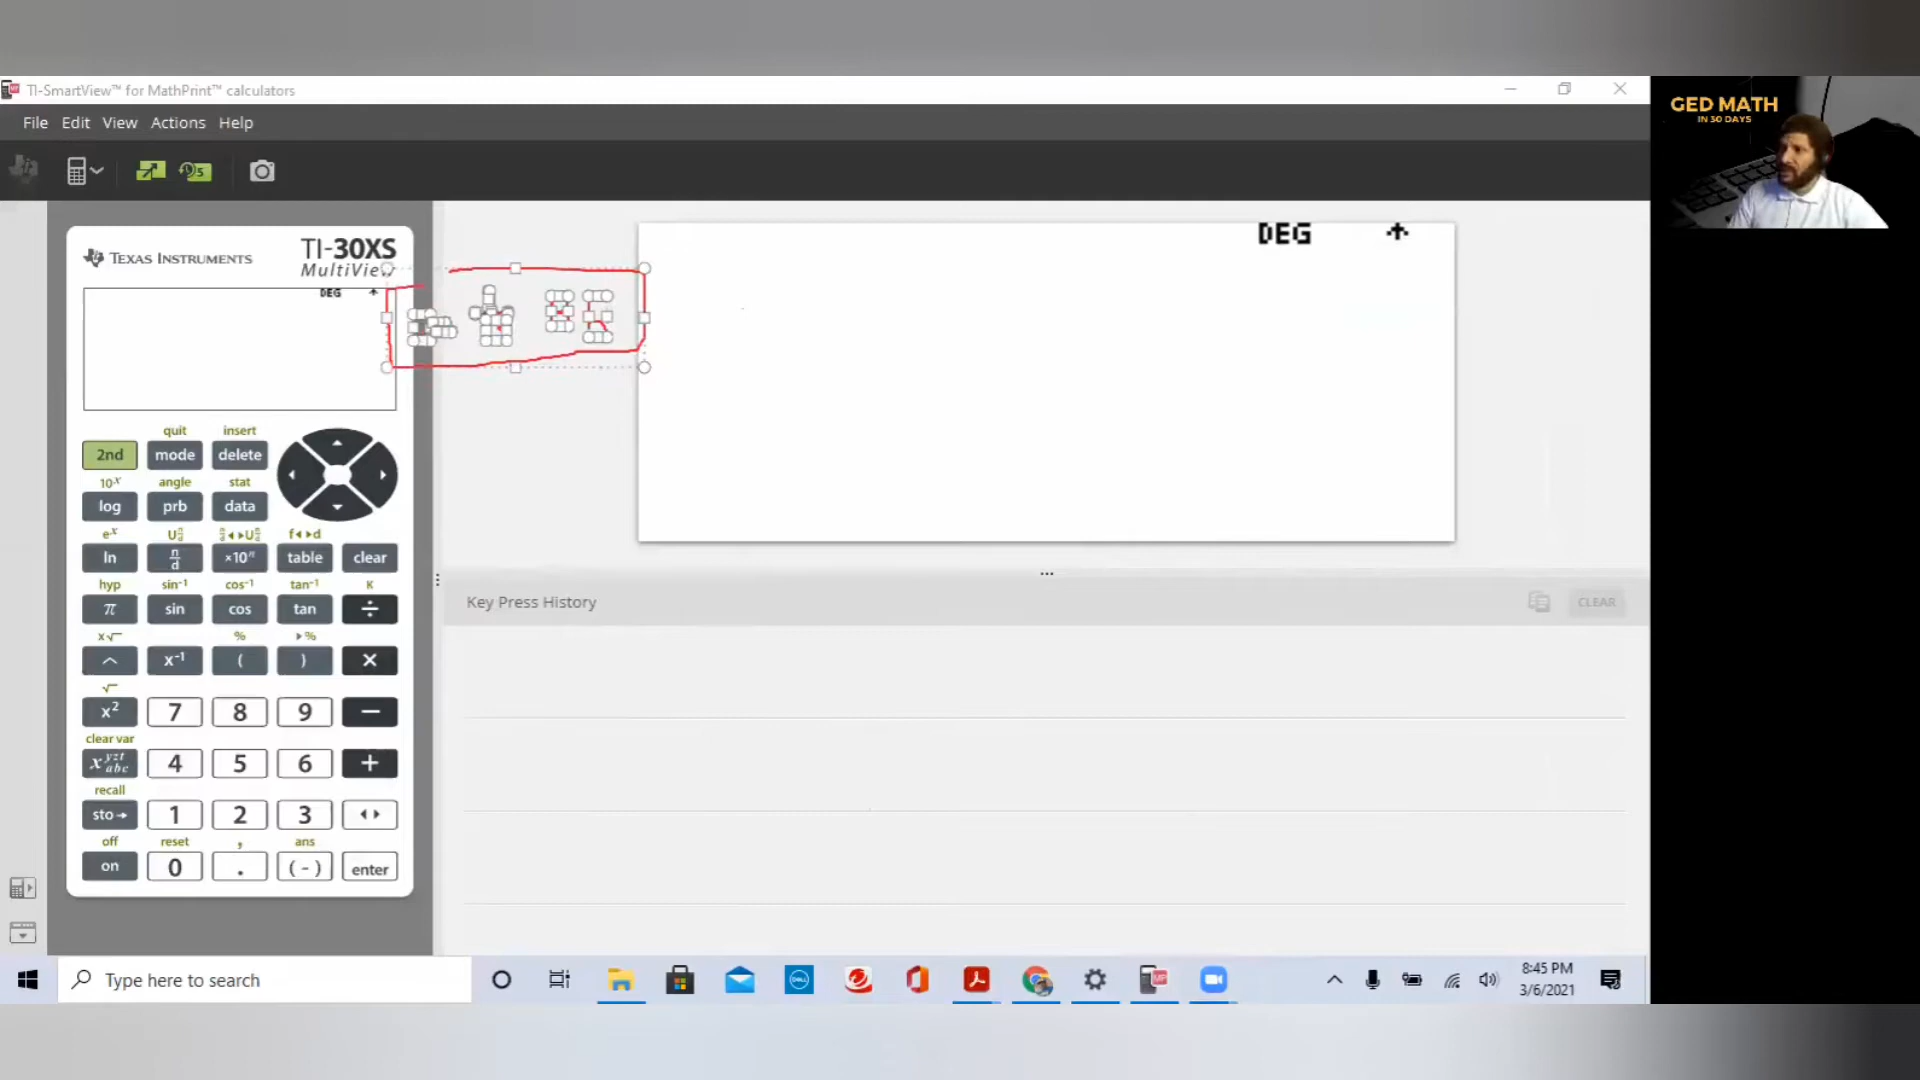 TI-SmartView™ for MathPrint™ calculators
GED MATH
IN 30 DAYS
File Edit View Actions Help
TEXAS INSTRUMENTS
TI-30XS
MultiView
DEG
DEG
quit insert
2nd mode delete
10ˣ angle stat
log prb data
eˣ U n/d n/d ◄►U n/d f◄►d
ln n/d ×10ⁿ table clear
hyp sin⁻¹ cos⁻¹ tan⁻¹ K
π sin cos tan ÷
x√ % ►%
^ x⁻¹ ( ) ×
√
x² 7 8 9 −
clear var
x yzt abc 4 5 6 +
recall
sto→ 1 2 3 ◄►
off reset , ans
on 0 . (-) enter
Key Press History
CLEAR
Type here to search
DELL
8:45 PM
3/6/2021